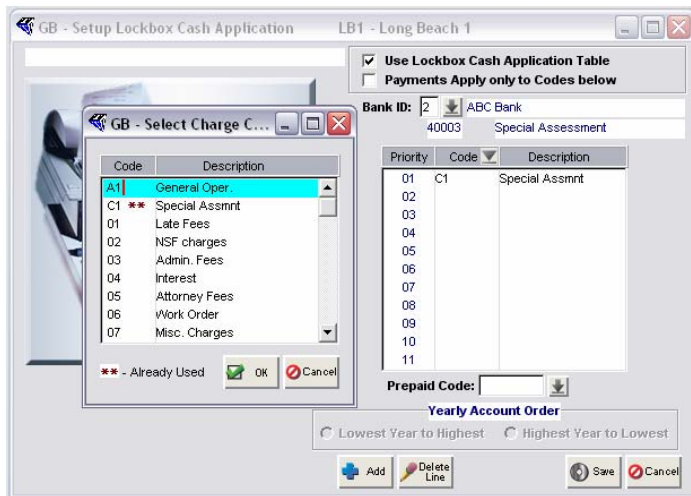 GB - Setup Lockbox Cash Application LB1 - Long Beach 1
Use Lockbox Cash Application Table
Payments Apply only to Codes below
Bank ID: 2 ABC Bank
40003 Special Assessment
Priority Code Description
01 C1 Special Assmnt
02
03
04
05
06
07
08
09
10
11
Prepaid Code:
Yearly Account Order
Lowest Year to Highest Highest Year to Lowest
Add Delete Line Save Cancel
GB - Select Charge C...
Code Description
A1 General Oper.
C1 ** Special Assmnt
01 Late Fees
02 NSF charges
03 Admin. Fees
04 Interest
05 Attorney Fees
06 Work Order
07 Misc. Charges
** - Already Used OK Cancel